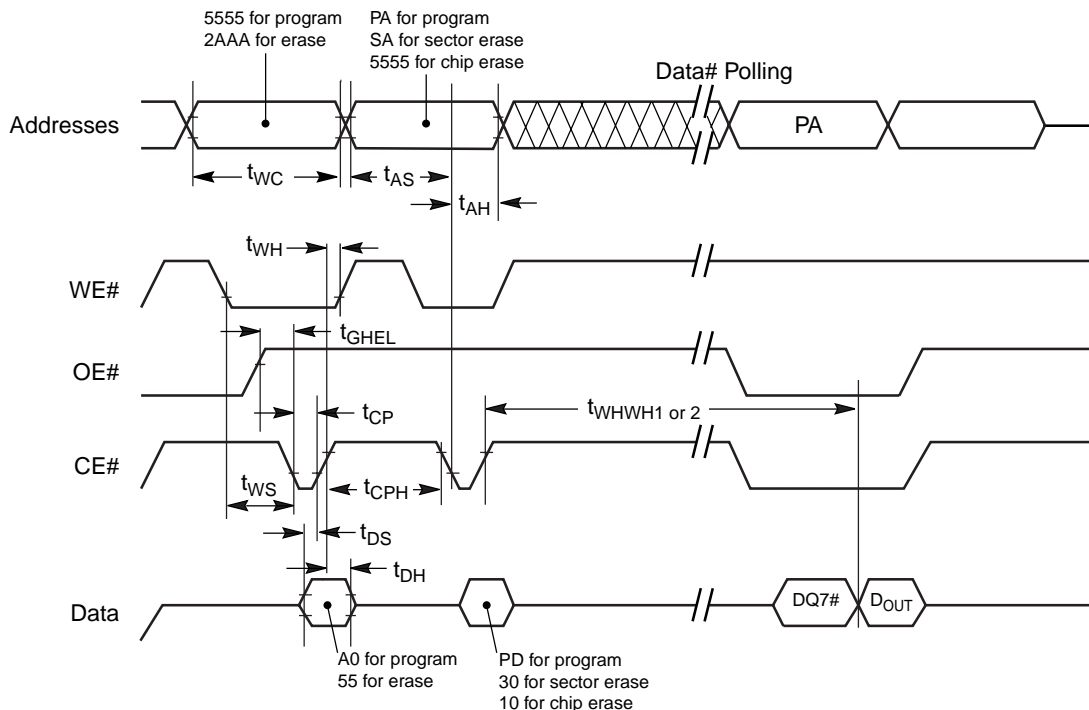 5555 for program
2AAA for erase
PA for program
SA for sector erase
5555 for chip erase
Data# Polling
Addresses
PA
tWC
tAS
tAH
tWH
WE#
tGHEL
OE#
tWHWH1 or 2
tCP
CE#
tWS
tCPH
tDS
tDH
Data
DQ7#
DOUT
A0 for program
55 for erase
PD for program
30 for sector erase
10 for chip erase